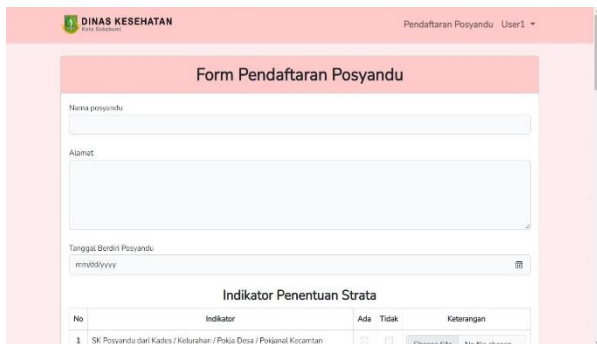 DINAS KESEHATAN
Kota Sukabumi
Pendaftaran Posyandu User1
Form Pendaftaran Posyandu
Nama posyandu
Alamat
Tanggal Berdiri Posyandu
mm/dd/yyyy
Indikator Penentuan Strata
No Indikator Ada Tidak Keterangan
1 SK Posyandu dari Kades / Kelurahan / Pokja Desa / Pokjanal Kecamtan
Choose File No file chosen